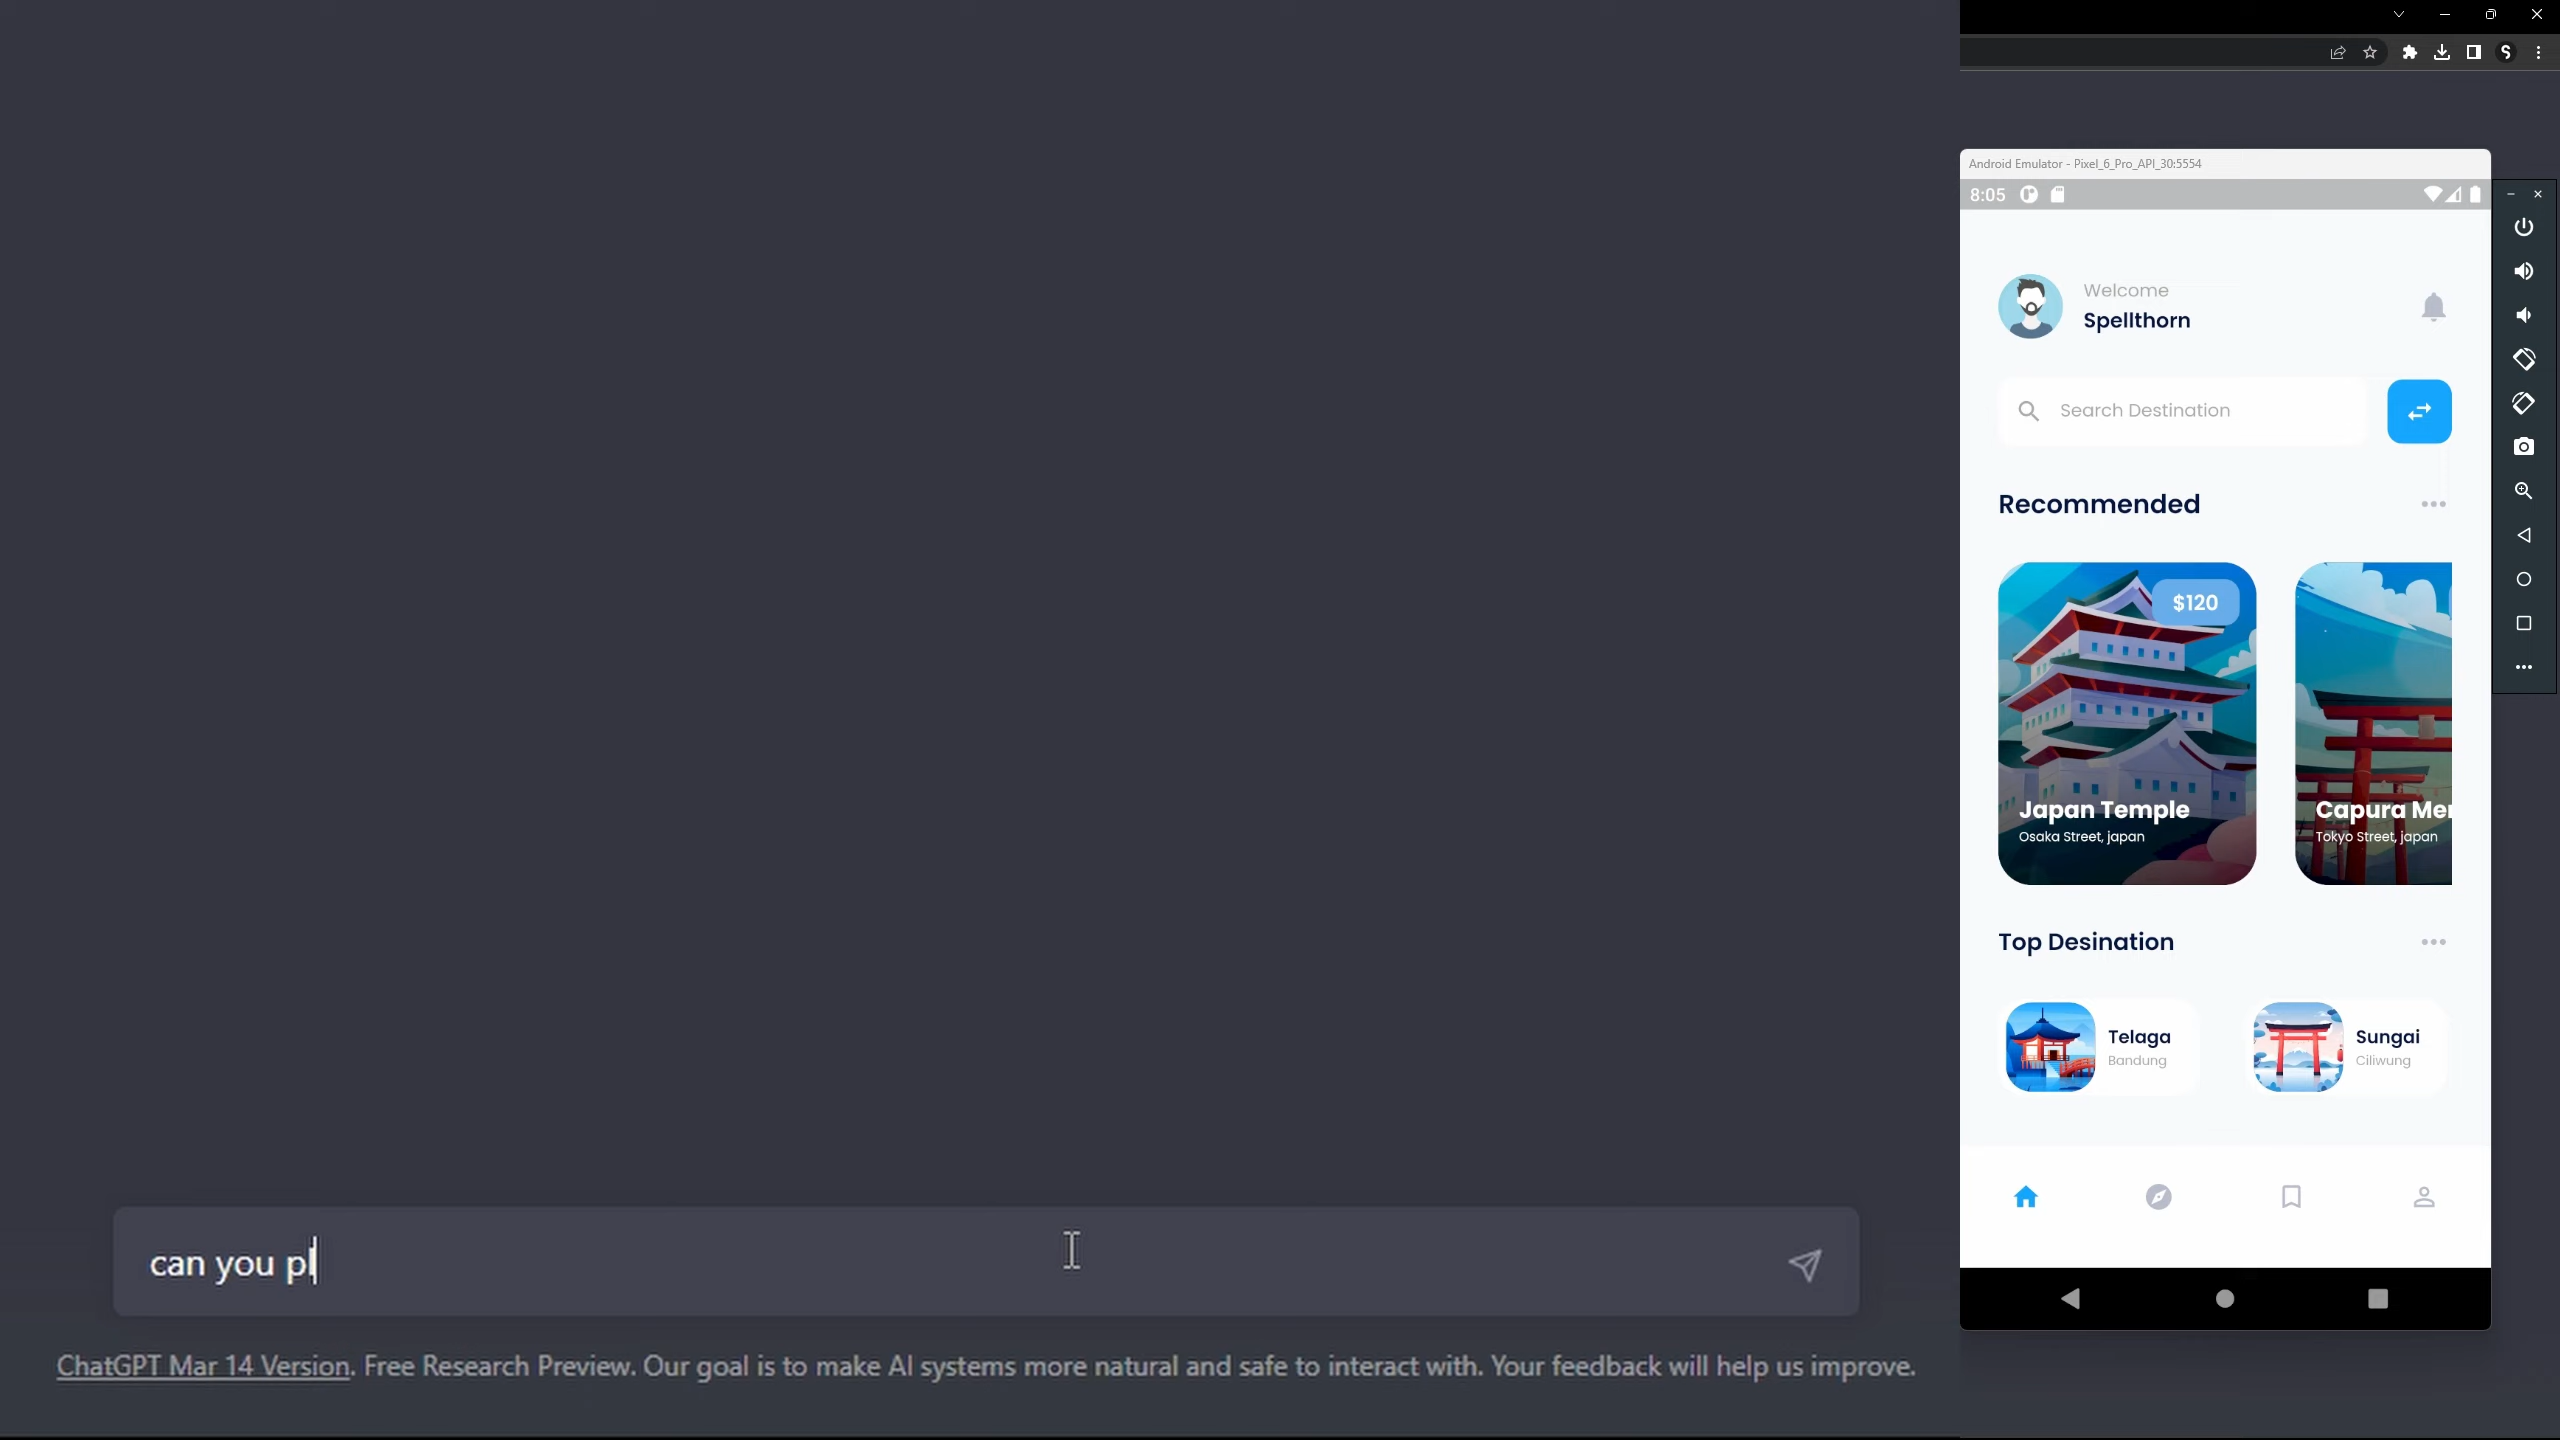 Android Emulator - Pixel_6_Pro_API_30:5554
8:05
Welcome
Spellthorn
Search Destination
Recommended
$120
Japan Temple
Osaka Street, japan
Capura Mer
Tokyo Street, japan
Top Desination
Telaga
Bandung
Sungai
Ciliwung
can you pl
ChatGPT Mar 14 Version. Free Research Preview. Our goal is to make AI systems more natural and safe to interact with. Your feedback will help us improve.